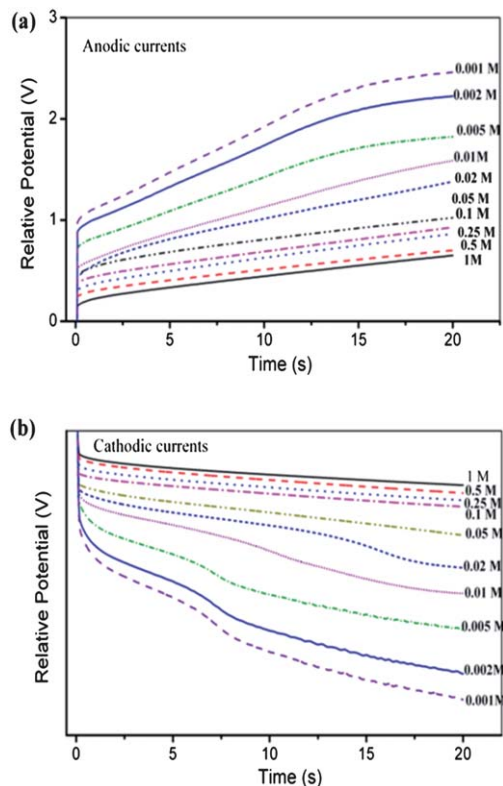 (a)
Anodic currents
Relative Potential (V)
3
2
1
0
0.001 M
0.002 M
0.005 M
0.01M
0.02 M
0.05 M
0.1 M
0.25 M
0.5 M
1M
0 5 10 15 20
Time (s)
(b)
Cathodic currents
Relative Potential (V)
1 M
0.5 M
0.25 M
0.1 M
0.05 M
0.02 M
0.01 M
0.005 M
0.002M
0.001M
0 5 10 15 20
Time (s)